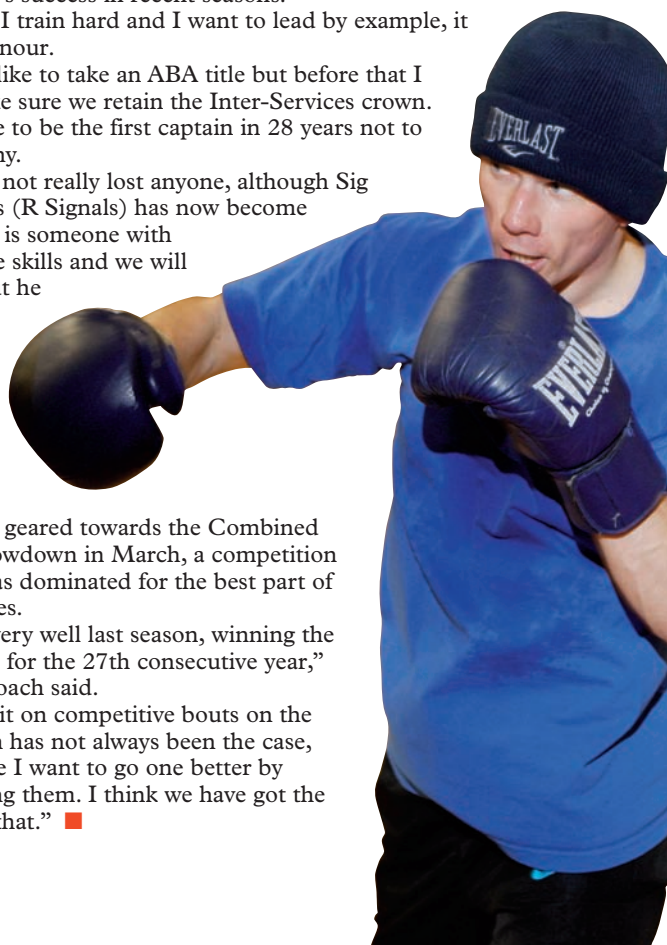 's success in recent seasons.
I train hard and I want to lead by example, it
nour.
like to take an ABA title but before that I
e sure we retain the Inter-Services crown.
e to be the first captain in 28 years not to
ny.
not really lost anyone, although Sig
s (R Signals) has now become
is someone with
e skills and we will
at he
geared towards the Combined
owdown in March, a competition
as dominated for the best part of
es.
very well last season, winning the
for the 27th consecutive year,”
oach said.
it on competitive bouts on the
n has not always been the case,
e I want to go one better by
ng them. I think we have got the
that.”
EVERLAST
EVERLAS
Choice of